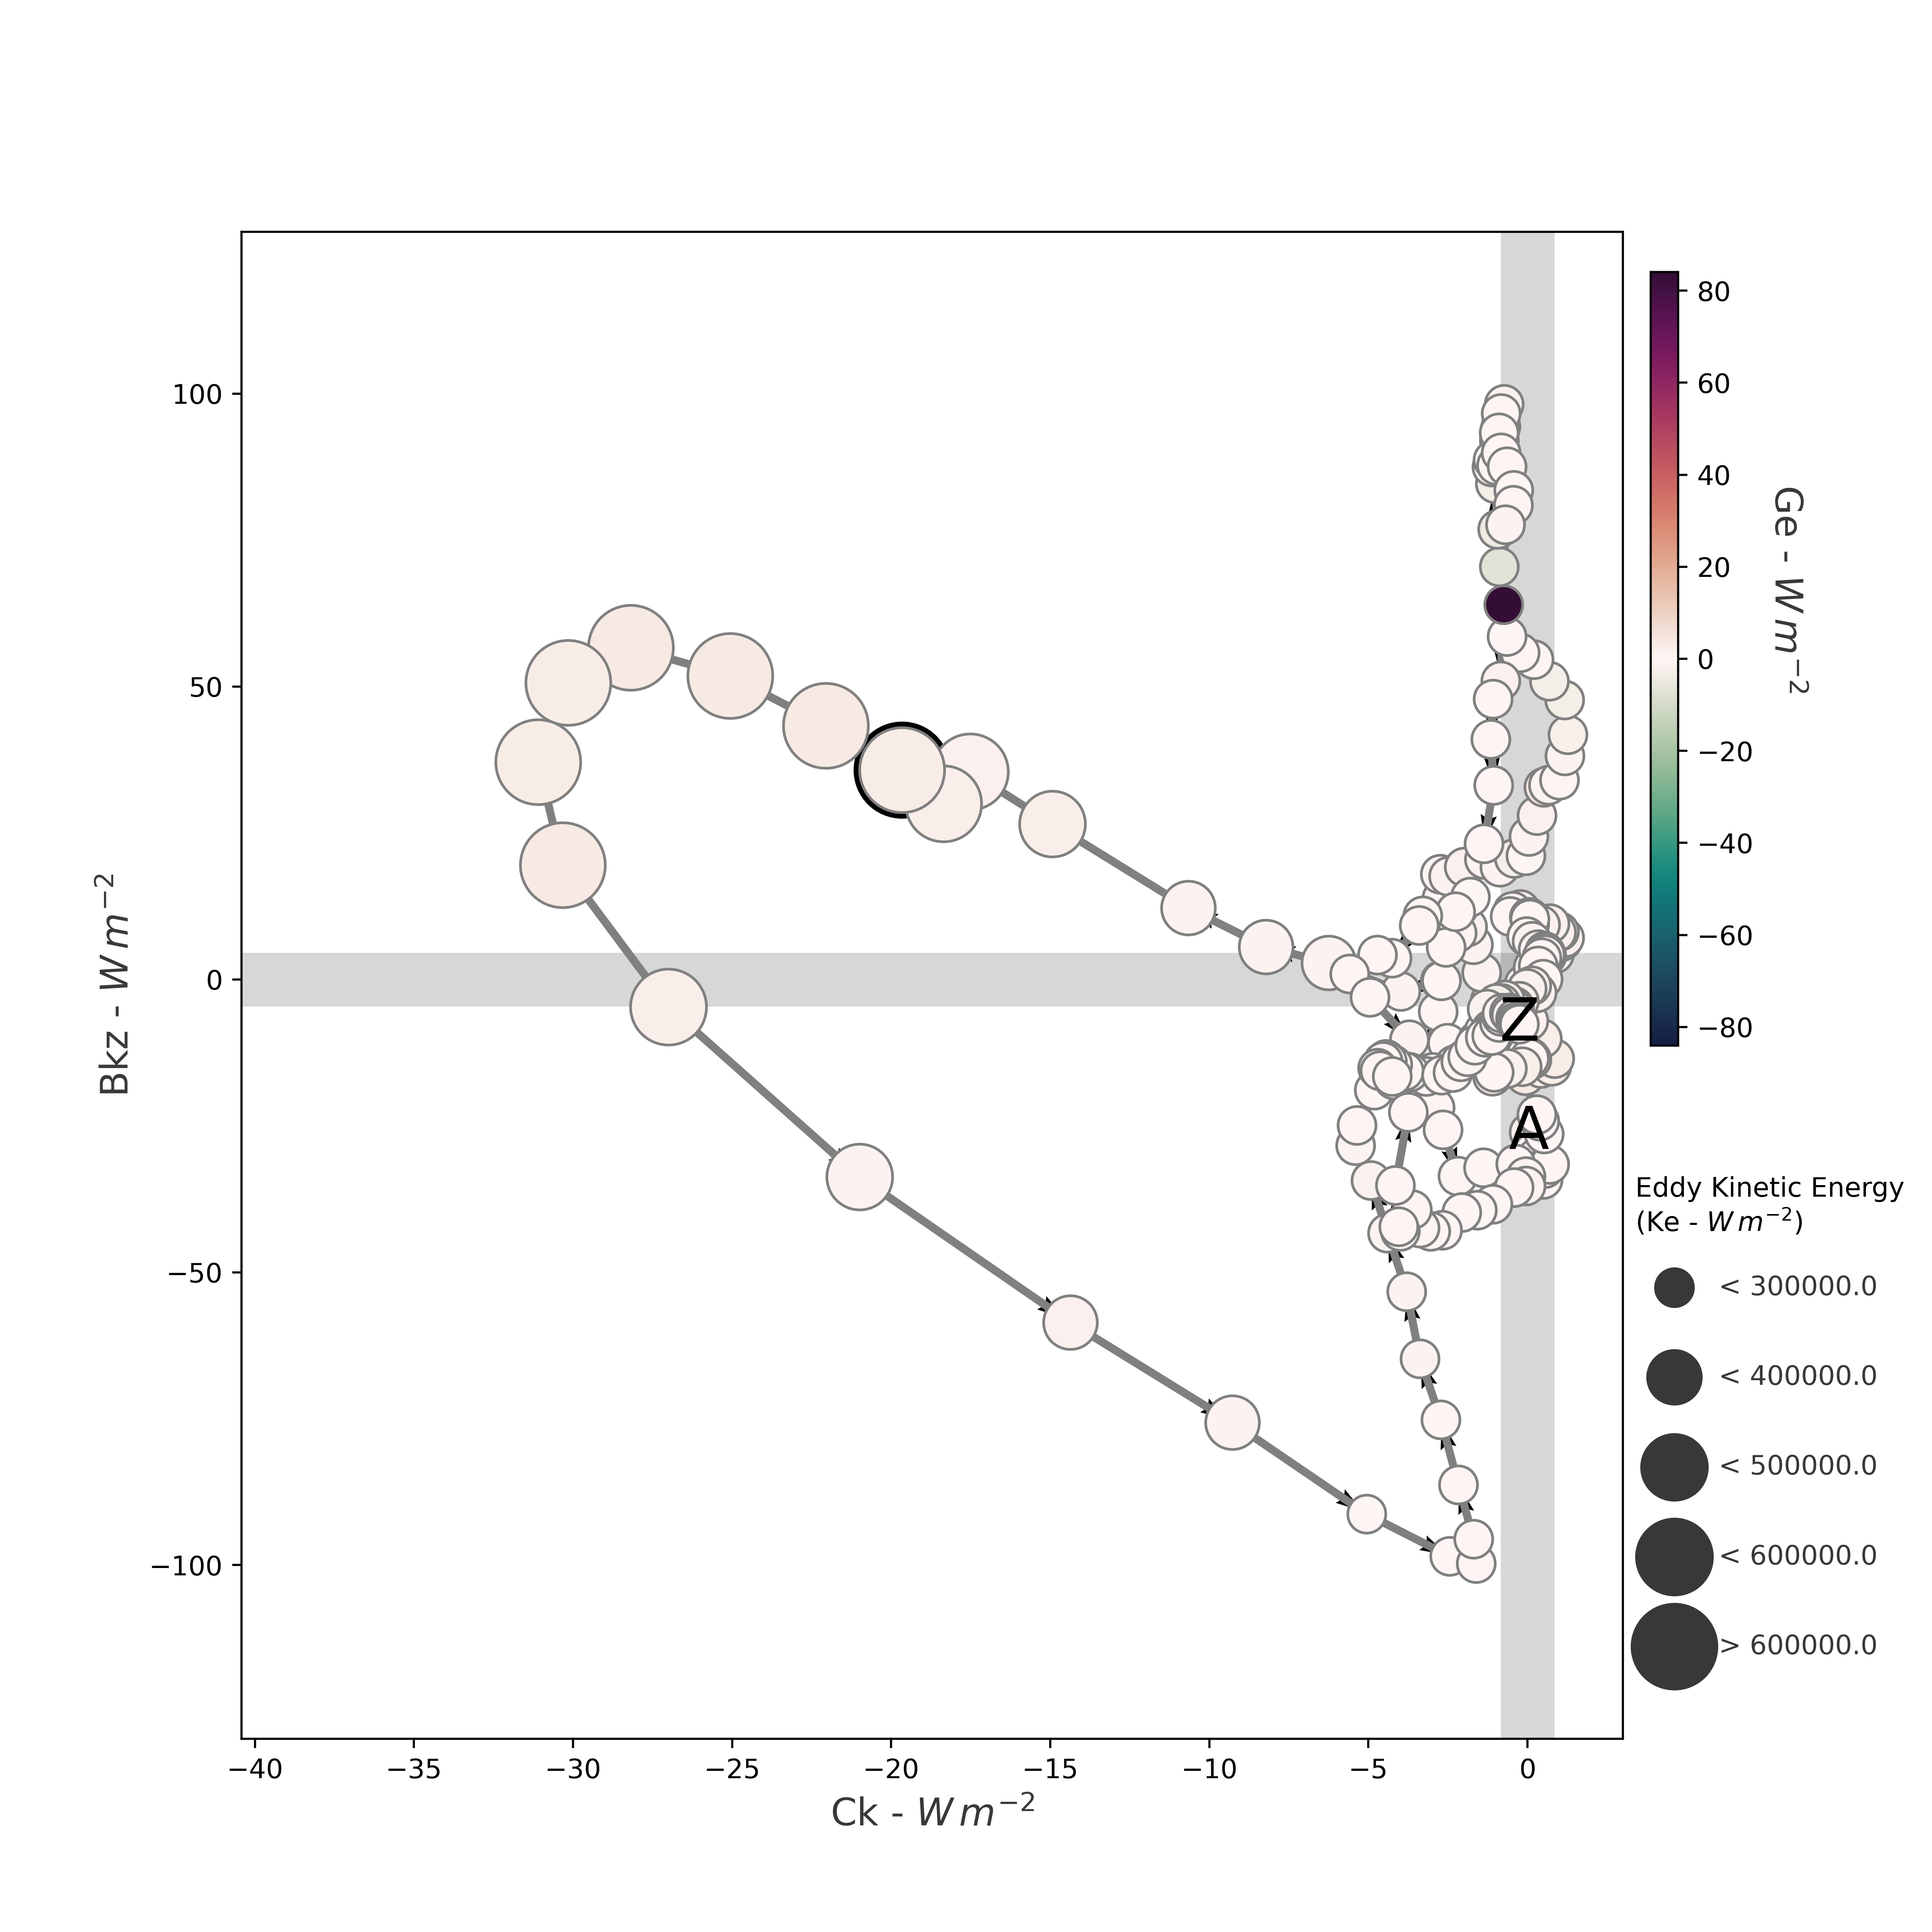 100
50
0
−50
−100
Bkz - W m⁻²
−40 −35 −30 −25 −20 −15 −10 −5 0
Ck - W m⁻²
Z
A
80
60
40
20
0
−20
−40
−60
−80
Ge - W m⁻²
Eddy Kinetic Energy
(Ke - W m⁻²)
< 300000.0
< 400000.0
< 500000.0
< 600000.0
> 600000.0